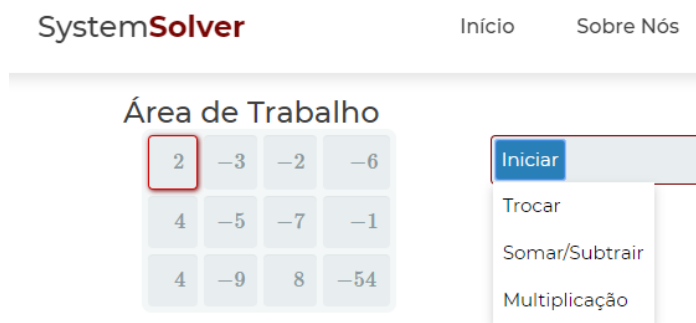 SystemSolver Início Sobre Nós
Área de Trabalho
2 −3 −2 −6
4 −5 −7 −1
4 −9 8 −54
Iniciar
Trocar
Somar/Subtrair
Multiplicação